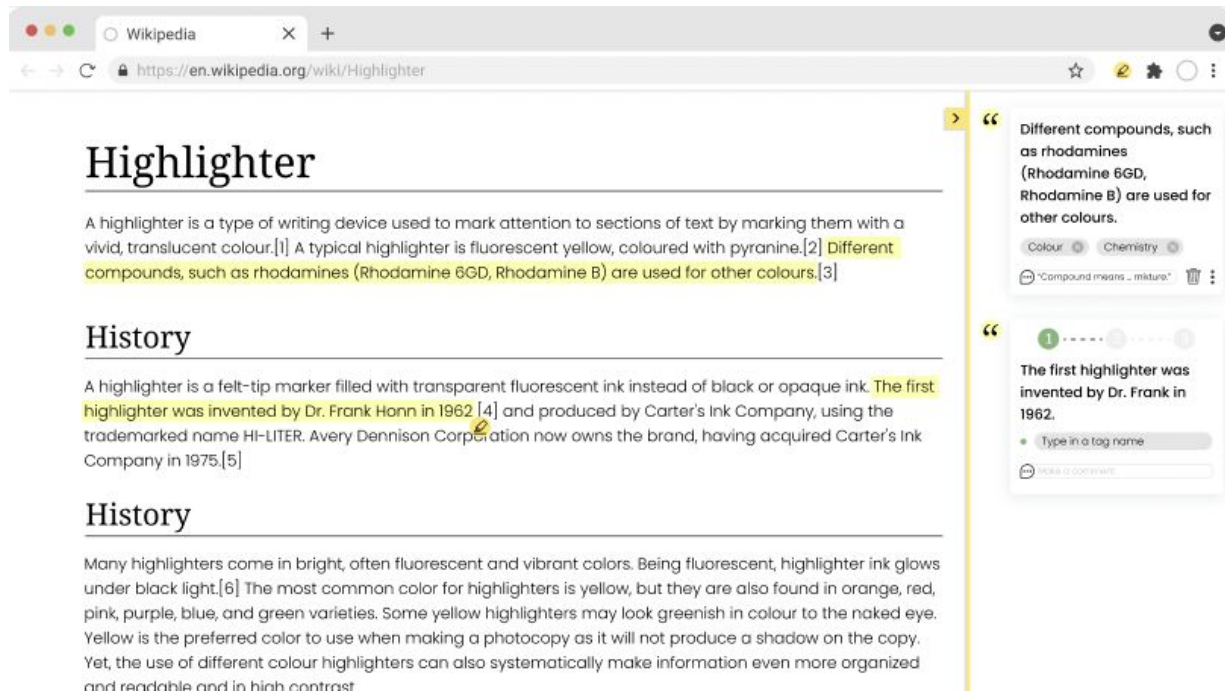 Wikipedia
https://en.wikipedia.org/wiki/Highlighter
Highlighter
A highlighter is a type of writing device used to mark attention to sections of text by marking them with a
vivid, translucent colour.[1] A typical highlighter is fluorescent yellow, coloured with pyranine.[2] Different
compounds, such as rhodamines (Rhodamine 6GD, Rhodamine B) are used for other colours.[3]
History
A highlighter is a felt-tip marker filled with transparent fluorescent ink instead of black or opaque ink. The first
highlighter was invented by Dr. Frank Honn in 1962 [4] and produced by Carter's Ink Company, using the
trademarked name HI-LITER. Avery Dennison Corporation now owns the brand, having acquired Carter's Ink
Company in 1975.[5]
History
Many highlighters come in bright, often fluorescent and vibrant colors. Being fluorescent, highlighter ink glows
under black light.[6] The most common color for highlighters is yellow, but they are also found in orange, red,
pink, purple, blue, and green varieties. Some yellow highlighters may look greenish in colour to the naked eye.
Yellow is the preferred color to use when making a photocopy as it will not produce a shadow on the copy.
Yet, the use of different colour highlighters can also systematically make information even more organized
and readable and in high contrast
Different compounds, such
as rhodamines
(Rhodamine 6GD,
Rhodamine B) are used for
other colours.
Colour
Chemistry
"Compound means .. mixture."
1
2
3
The first highlighter was
invented by Dr. Frank in
1962.
Type in a tag name
Make a comment